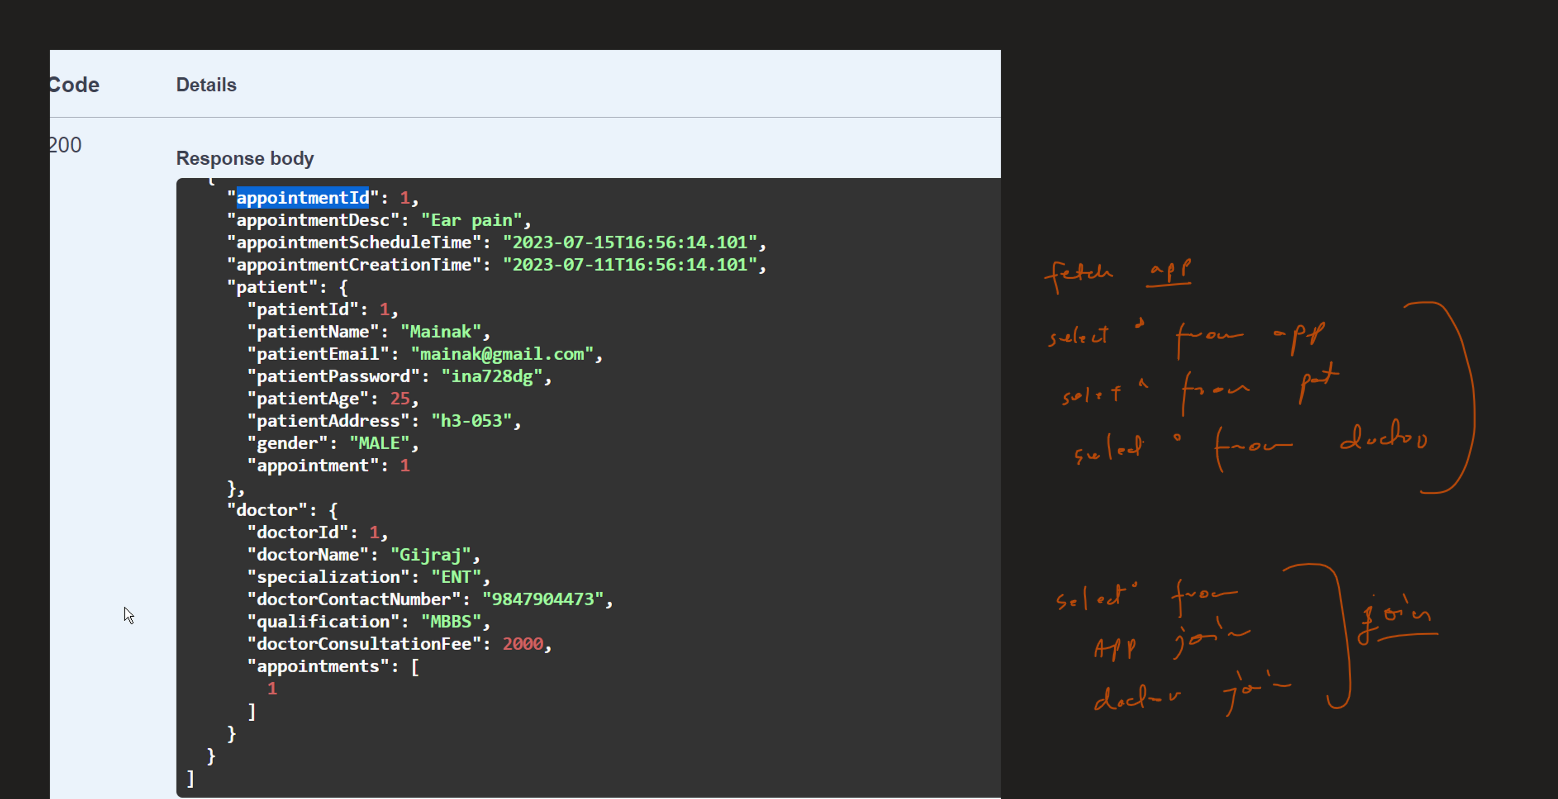 Code Details
200
Response body
{
"appointmentId": 1,
"appointmentDesc": "Ear pain",
"appointmentScheduleTime": "2023-07-15T16:56:14.101",
"appointmentCreationTime": "2023-07-11T16:56:14.101",
"patient": {
"patientId": 1,
"patientName": "Mainak",
"patientEmail": "mainak@gmail.com",
"patientPassword": "ina728dg",
"patientAge": 25,
"patientAddress": "h3-053",
"gender": "MALE",
"appointment": 1
},
"doctor": {
"doctorId": 1,
"doctorName": "Gijraj",
"specialization": "ENT",
"doctorContactNumber": "9847904473",
"qualification": "MBBS",
"doctorConsultationFee": 2000,
"appointments": [
1
]
}
}
]
fetch app
select * from app
select * from pat
select * from
select * from
App join
doctor join
join